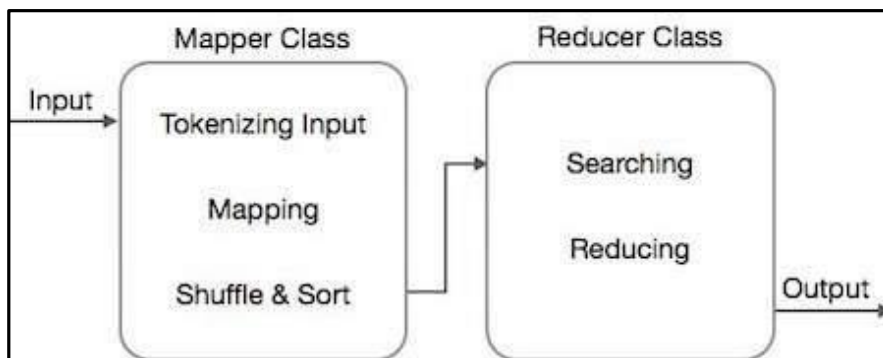 Mapper Class
Reducer Class
Input
Tokenizing Input
Mapping
Shuffle & Sort
Searching
Reducing
Output